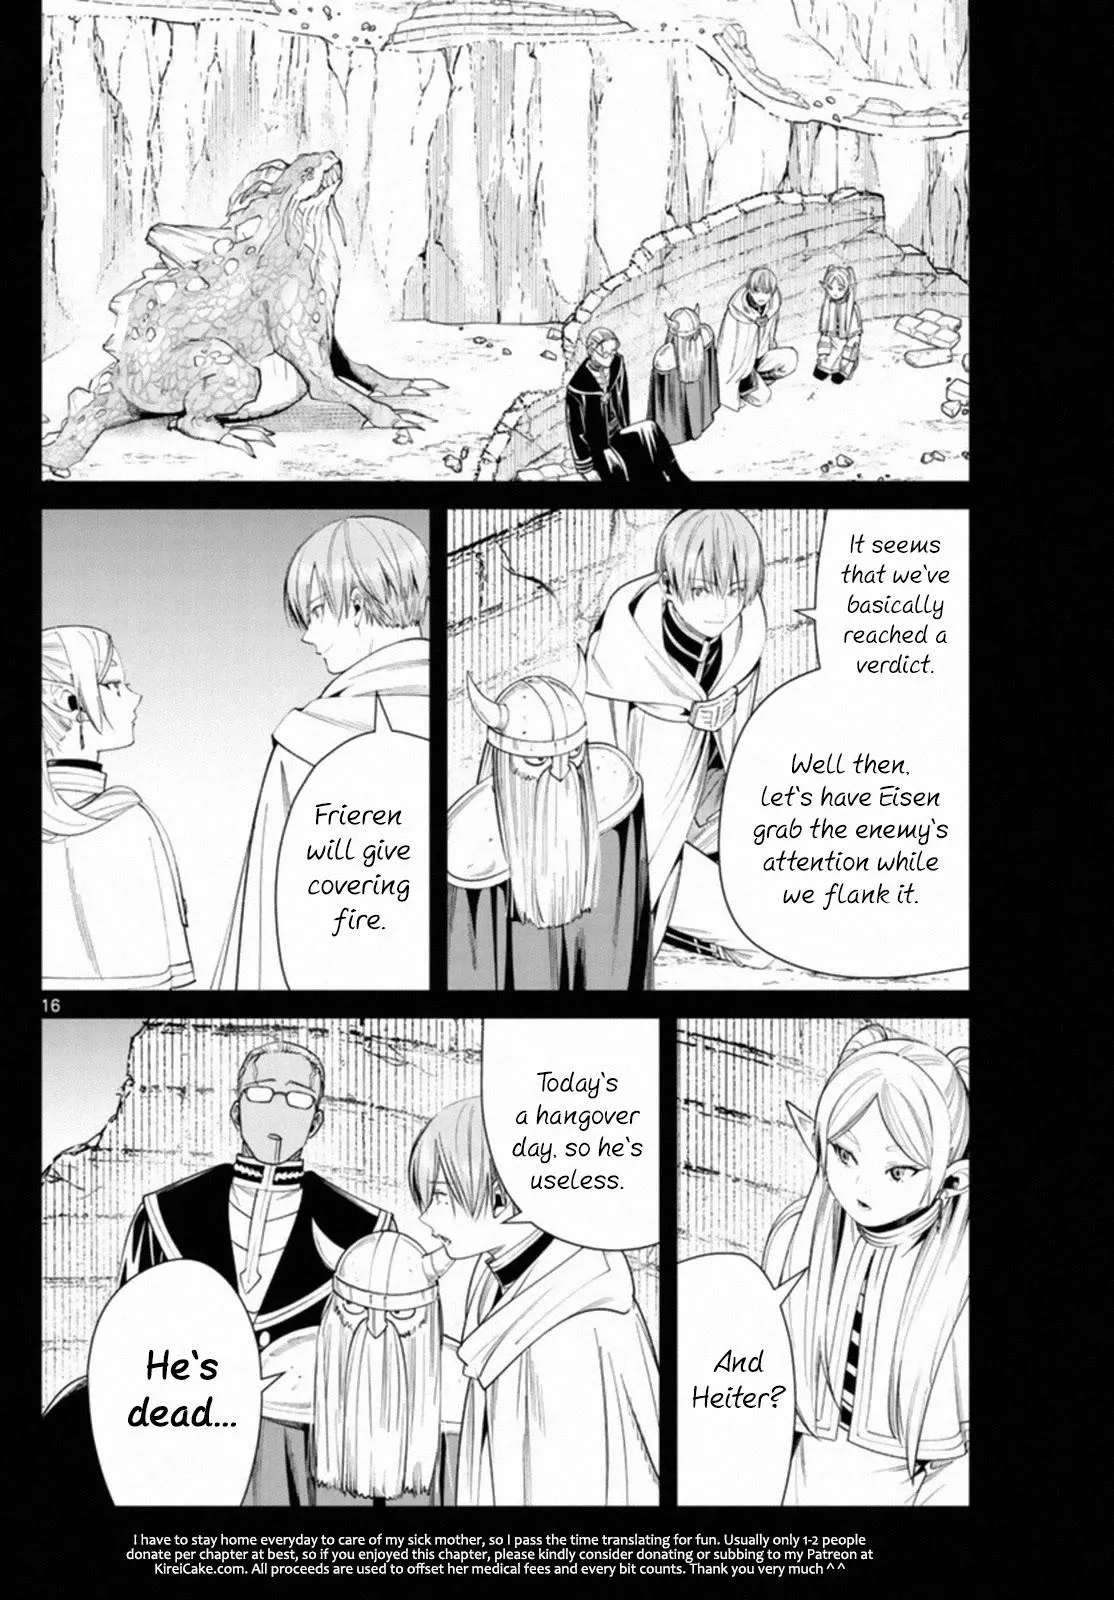 It seems
that we've
basically
reached a
verdict.
Well then,
let's have Eisen
grab the enemy's
attention while
we flank it.
Frieren
will give
covering
fire.
16
And
Heiter?
Today's
a hangover
day, so he's
useless.
He's
dead...
I have to stay home everyday to care of my sick mother, so I pass the time translating for fun. Usually only 1-2 people
donate per chapter at best, so if you enjoyed this chapter, please kindly consider donating or subbing to my Patreon at
KireiCake.com. All proceeds are used to offset her medical fees and every bit counts. Thank you very much ^ ^